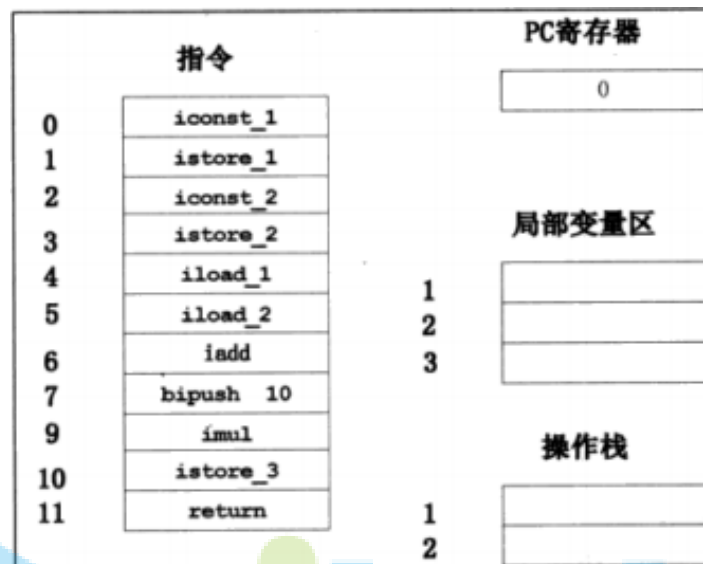 指令
0 iconst_1
1 istore_1
2 iconst_2
3 istore_2
4 iload_1
5 iload_2
6 iadd
7 bipush 10
9 imul
10 istore_3
11 return
PC寄存器
0
局部变量区
1
2
3
操作栈
1
2